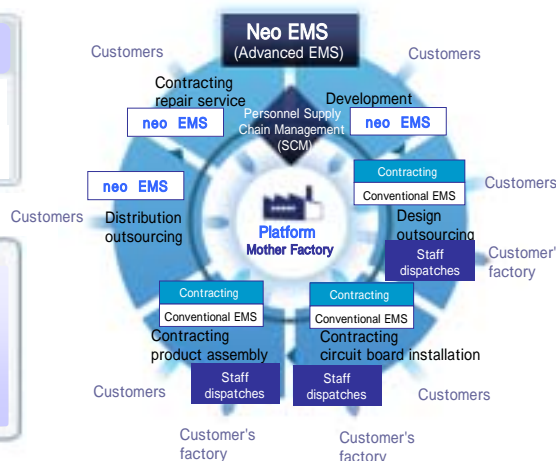 Neo EMS
(Advanced EMS)
Customers
Customers
Contracting
repair service
neo EMS
Personnel Supply
Chain Management
(SCM)
Development
neo EMS
neo EMS
Distribution
outsourcing
Customers
Contracting
Conventional EMS
Customers
Design
outsourcing
Staff
dispatches
Customer'
factory
Platform
Mother Factory
Contracting
Conventional EMS
Contracting
product assembly
Staff
dispatches
Contracting
Conventional EMS
Contracting
circuit board installation
Staff
dispatches
Customers
Customers
Customer's
factory
Customer's
factory